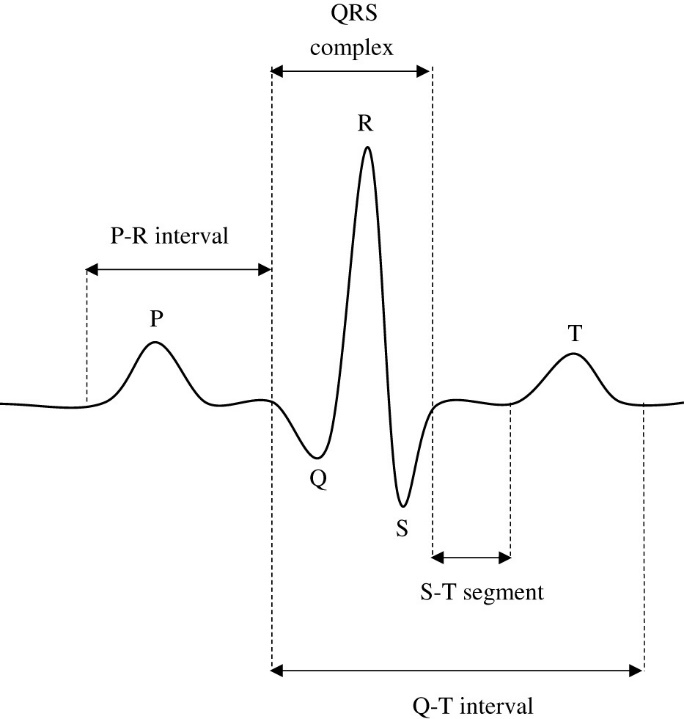 QRS
complex
R
P-R interval
P
T
Q
S
S-T segment
Q-T interval